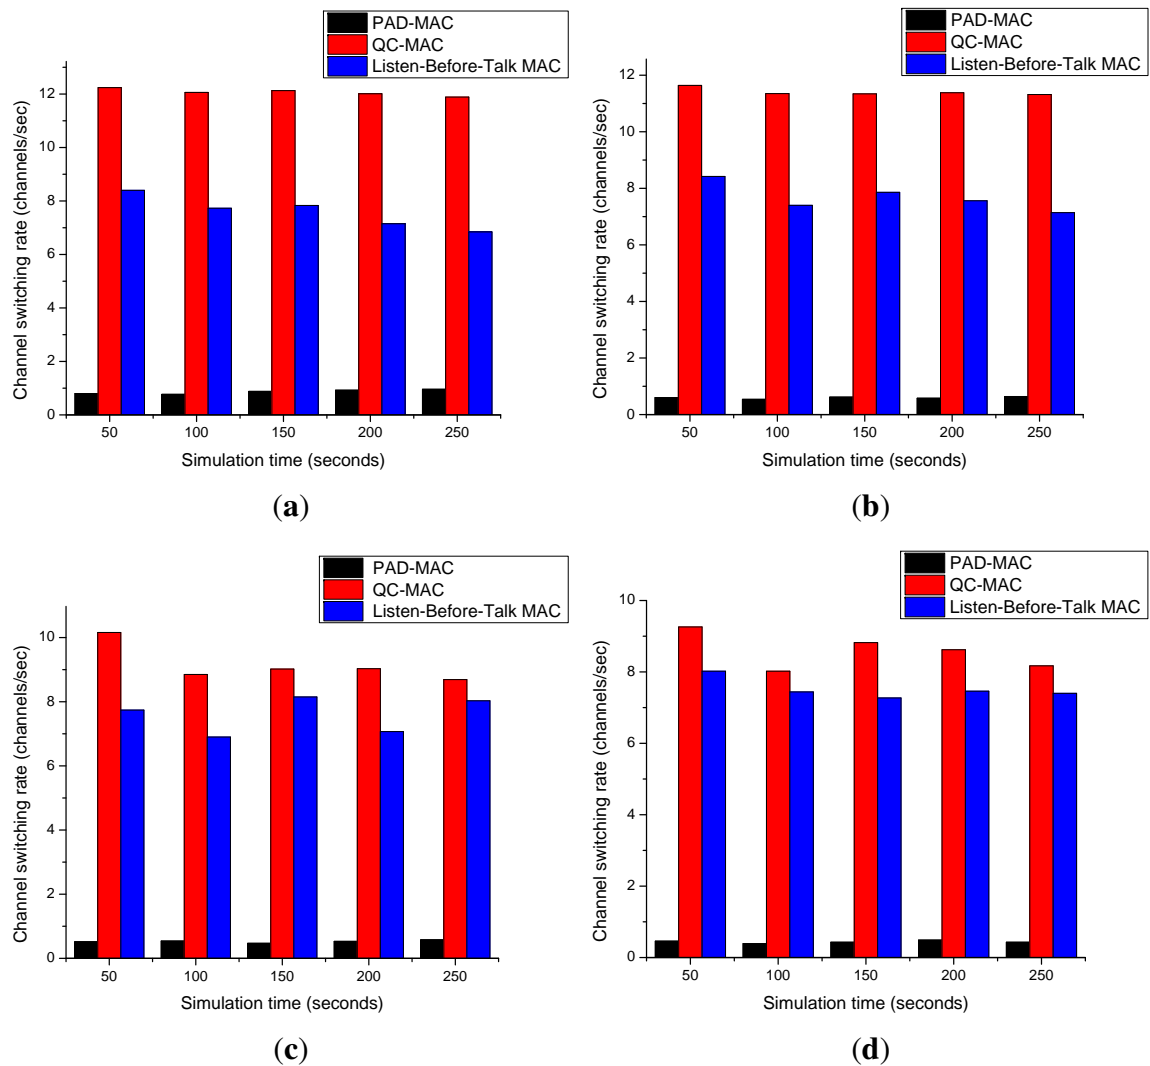 PAD-MAC
QC-MAC
Listen-Before-Talk MAC
Channel switching rate (channels/sec)
12
10
8
6
4
2
0
50 100 150 200 250
Simulation time (seconds)
(a)
PAD-MAC
QC-MAC
Listen-Before-Talk MAC
Channel switching rate (channels/sec)
12
10
8
6
4
2
0
50 100 150 200 250
Simulation time (seconds)
(b)
PAD-MAC
QC-MAC
Listen-Before-Talk MAC
Channel switching rate (channels/sec)
10
8
6
4
2
0
50 100 150 200 250
Simulation time (seconds)
(c)
PAD-MAC
QC-MAC
Listen-Before-Talk MAC
Channel switching rate (channels/sec)
10
8
6
4
2
0
50 100 150 200 250
Simulation time (seconds)
(d)